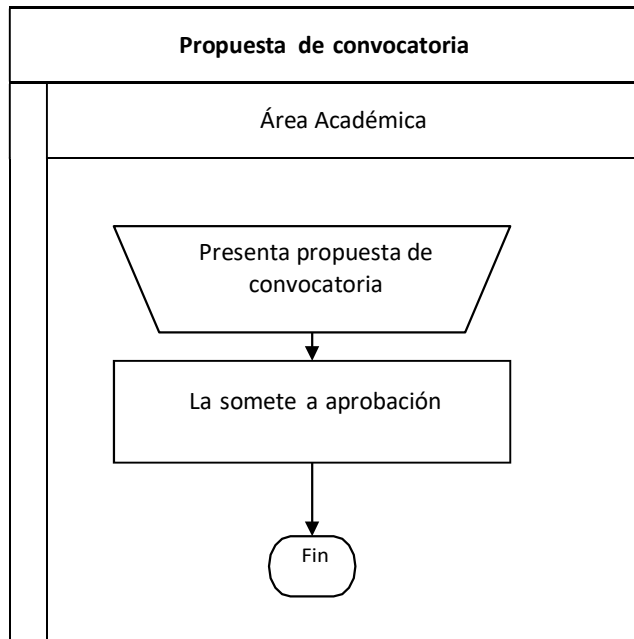 Propuesta de convocatoria
Área Académica
Presenta propuesta de
convocatoria
La somete a aprobación
Fin